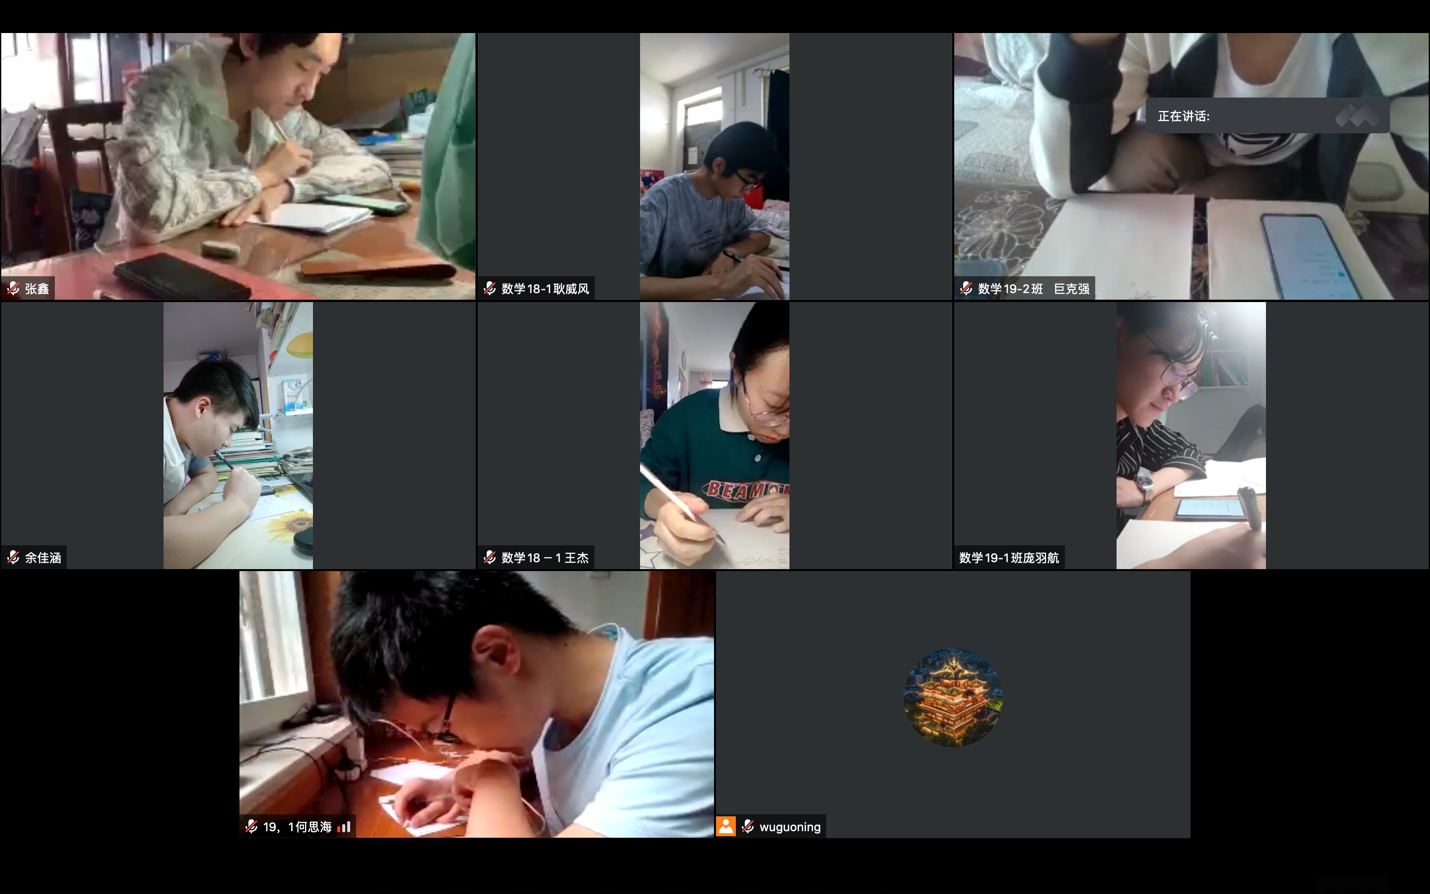 正在讲话:
张鑫
数学18-1耿威风
数学19-2班 巨克强
余佳涵
BEAMON
数学18－1王杰
数学19-1班庞羽航
19，1何思海
wuguoning